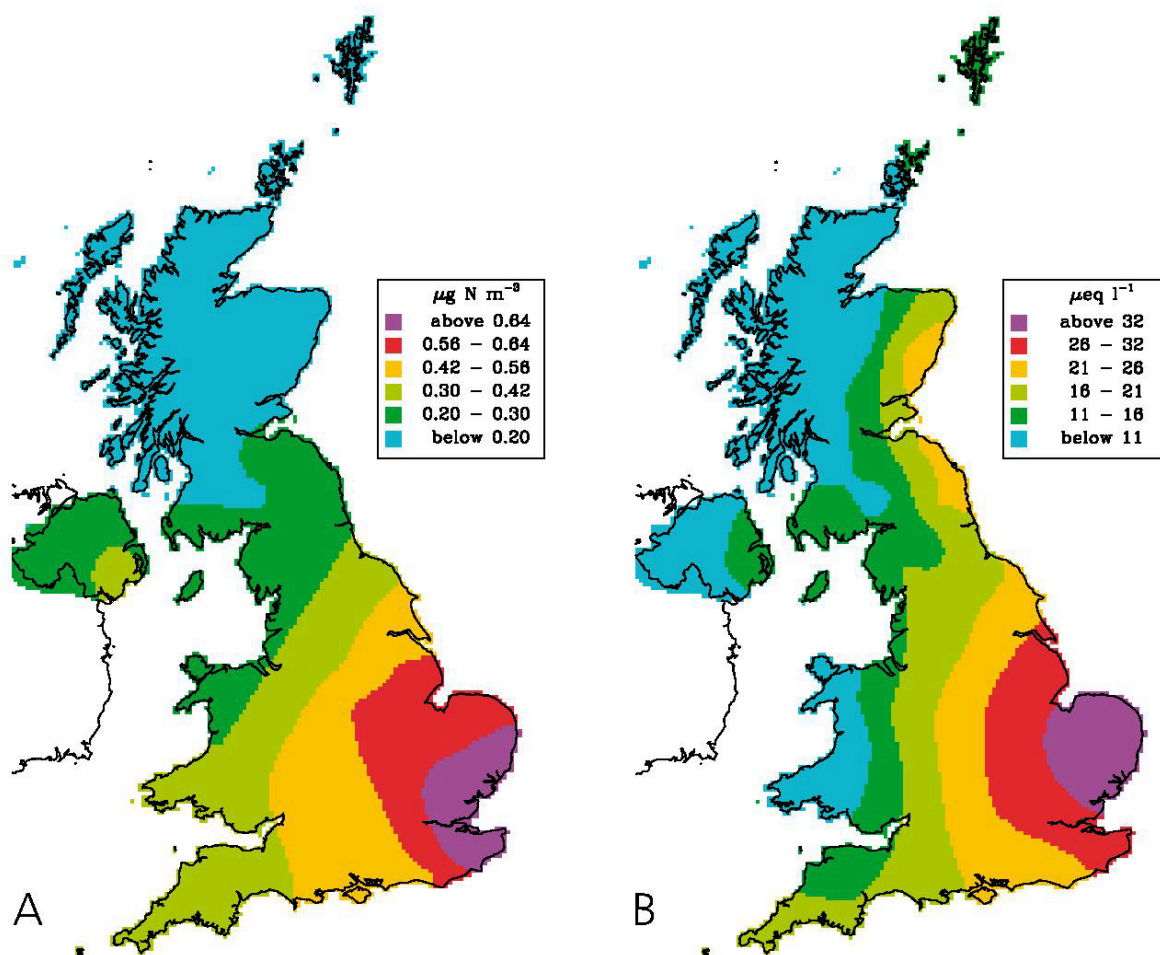 μg N m⁻³
above 0.64
0.56 – 0.64
0.42 – 0.56
0.30 – 0.42
0.20 – 0.30
below 0.20
A
μeq l⁻¹
above 32
26 – 32
21 – 26
16 – 21
11 – 16
below 11
B